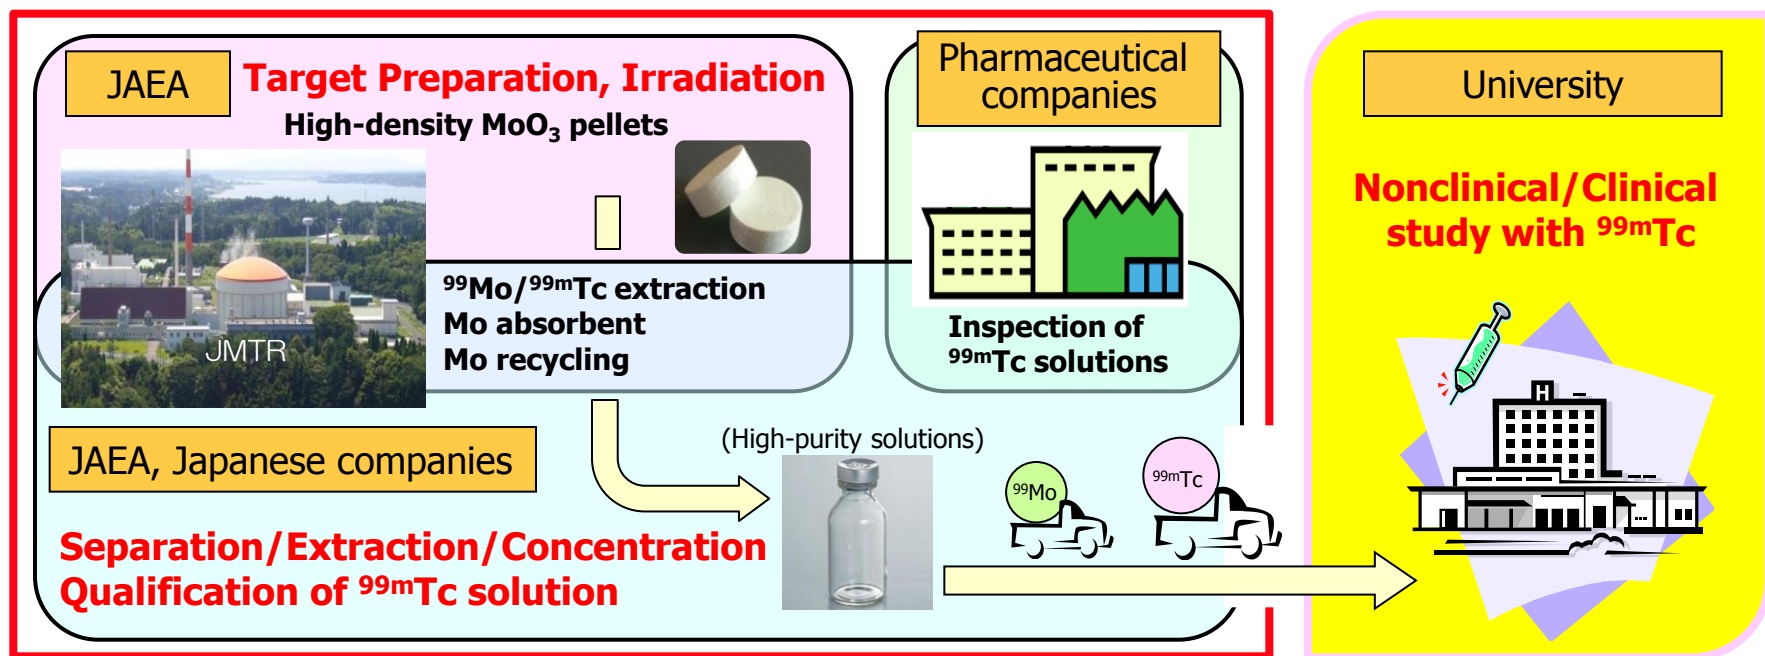 JAEA
Target Preparation, Irradiation
High-density MoO₃ pellets
JMTR
⁹⁹Mo/⁹⁹ᵐTc extraction
Mo absorbent
Mo recycling
Pharmaceutical
companies
Inspection of
⁹⁹ᵐTc solutions
JAEA, Japanese companies
Separation/Extraction/Concentration
Qualification of ⁹⁹ᵐTc solution
(High-purity solutions)
⁹⁹Mo
⁹⁹ᵐTc
University
Nonclinical/Clinical
study with ⁹⁹ᵐTc
H